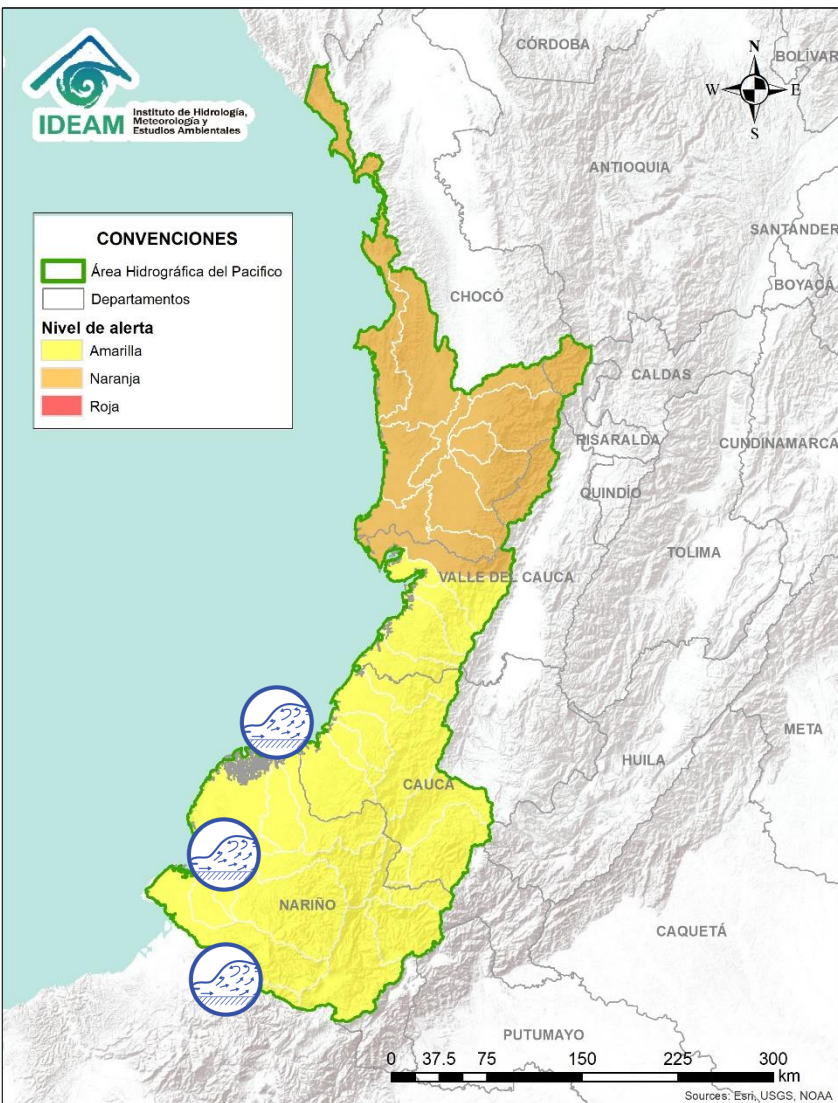 IDEAM
Instituto de Hidrología,
Meteorología y
Estudios Ambientales
CONVENCIONES
Área Hidrográfica del Pacifico
Departamentos
Nivel de alerta
Amarilla
Naranja
Roja
N
W
E
S
CÓRDOBA
BOLÍVAR
ANTIOQUIA
SANTANDER
BOYACÁ
CHOCÓ
CALDAS
RISARALDA
CUNDINAMARCA
QUINDÍO
TOLIMA
VALLE DEL CAUCA
META
HUILA
CAUCA
NARIÑO
CAQUETÁ
PUTUMAYO
0 37.5 75 150 225 300
km
Sources: Esri, USGS, NOAA